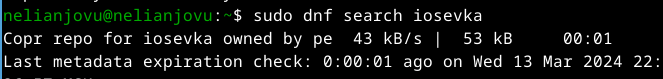 nelianjovu@nelianjovu:~$ sudo dnf search iosevka
Copr repo for iosevka owned by pe  43 kB/s |  53 kB     00:01
Last metadata expiration check: 0:00:01 ago on Wed 13 Mar 2024 22: